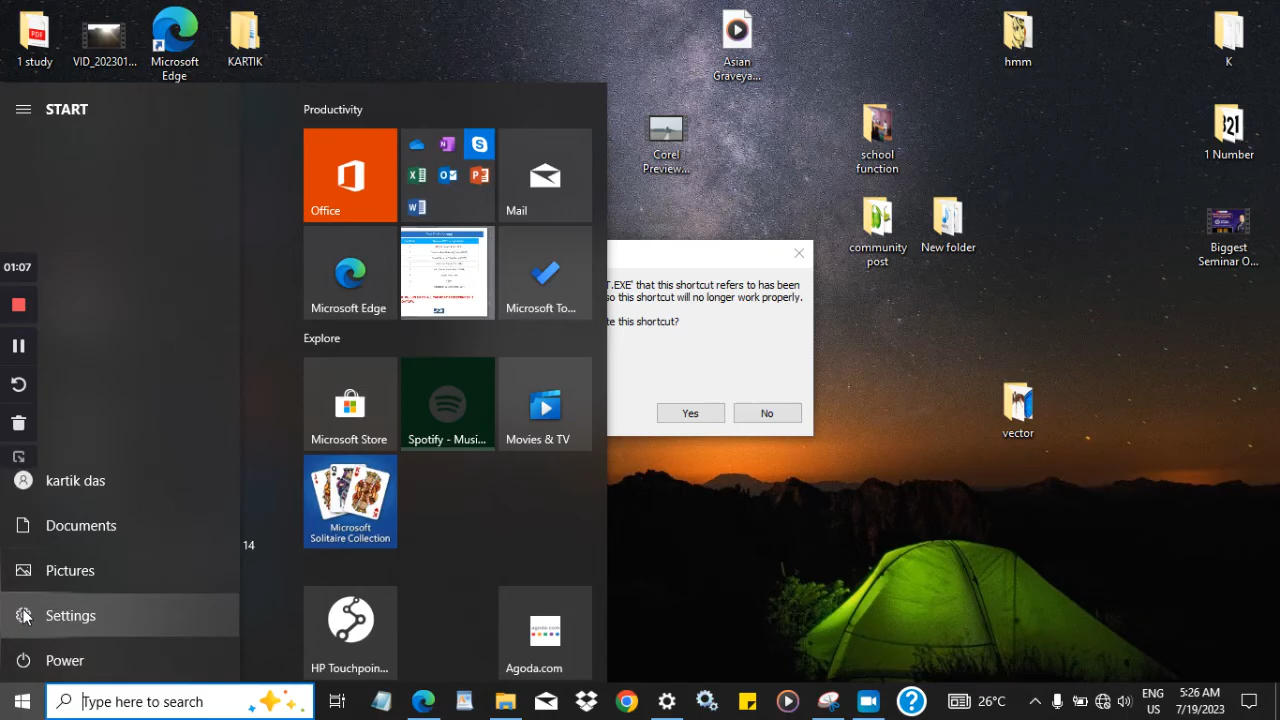 1 study
VID_202301...
Microsoft
Edge
KARTIK
Asian
Graveya...
hmm
K
START
Productivity
Office
Mail
Microsoft Edge
Microsoft To...
Explore
Microsoft Store
Spotify - Musi...
Movies & TV
Microsoft
Solitaire Collection
14
HP Touchpoin...
Agoda.com
agoda.com
kartik das
Documents
Pictures
Settings
Power
Corel
Preview...
school
function
321
1 Number
community
post
New folder
Biggest
Seminar O...
T.EXE' that this shortcut refers to has been
so this shortcut will no longer work properly.
te this shortcut?
Yes
No
vector
Type here to search
26°C
ENG
US
5:26 AM
7/19/2023